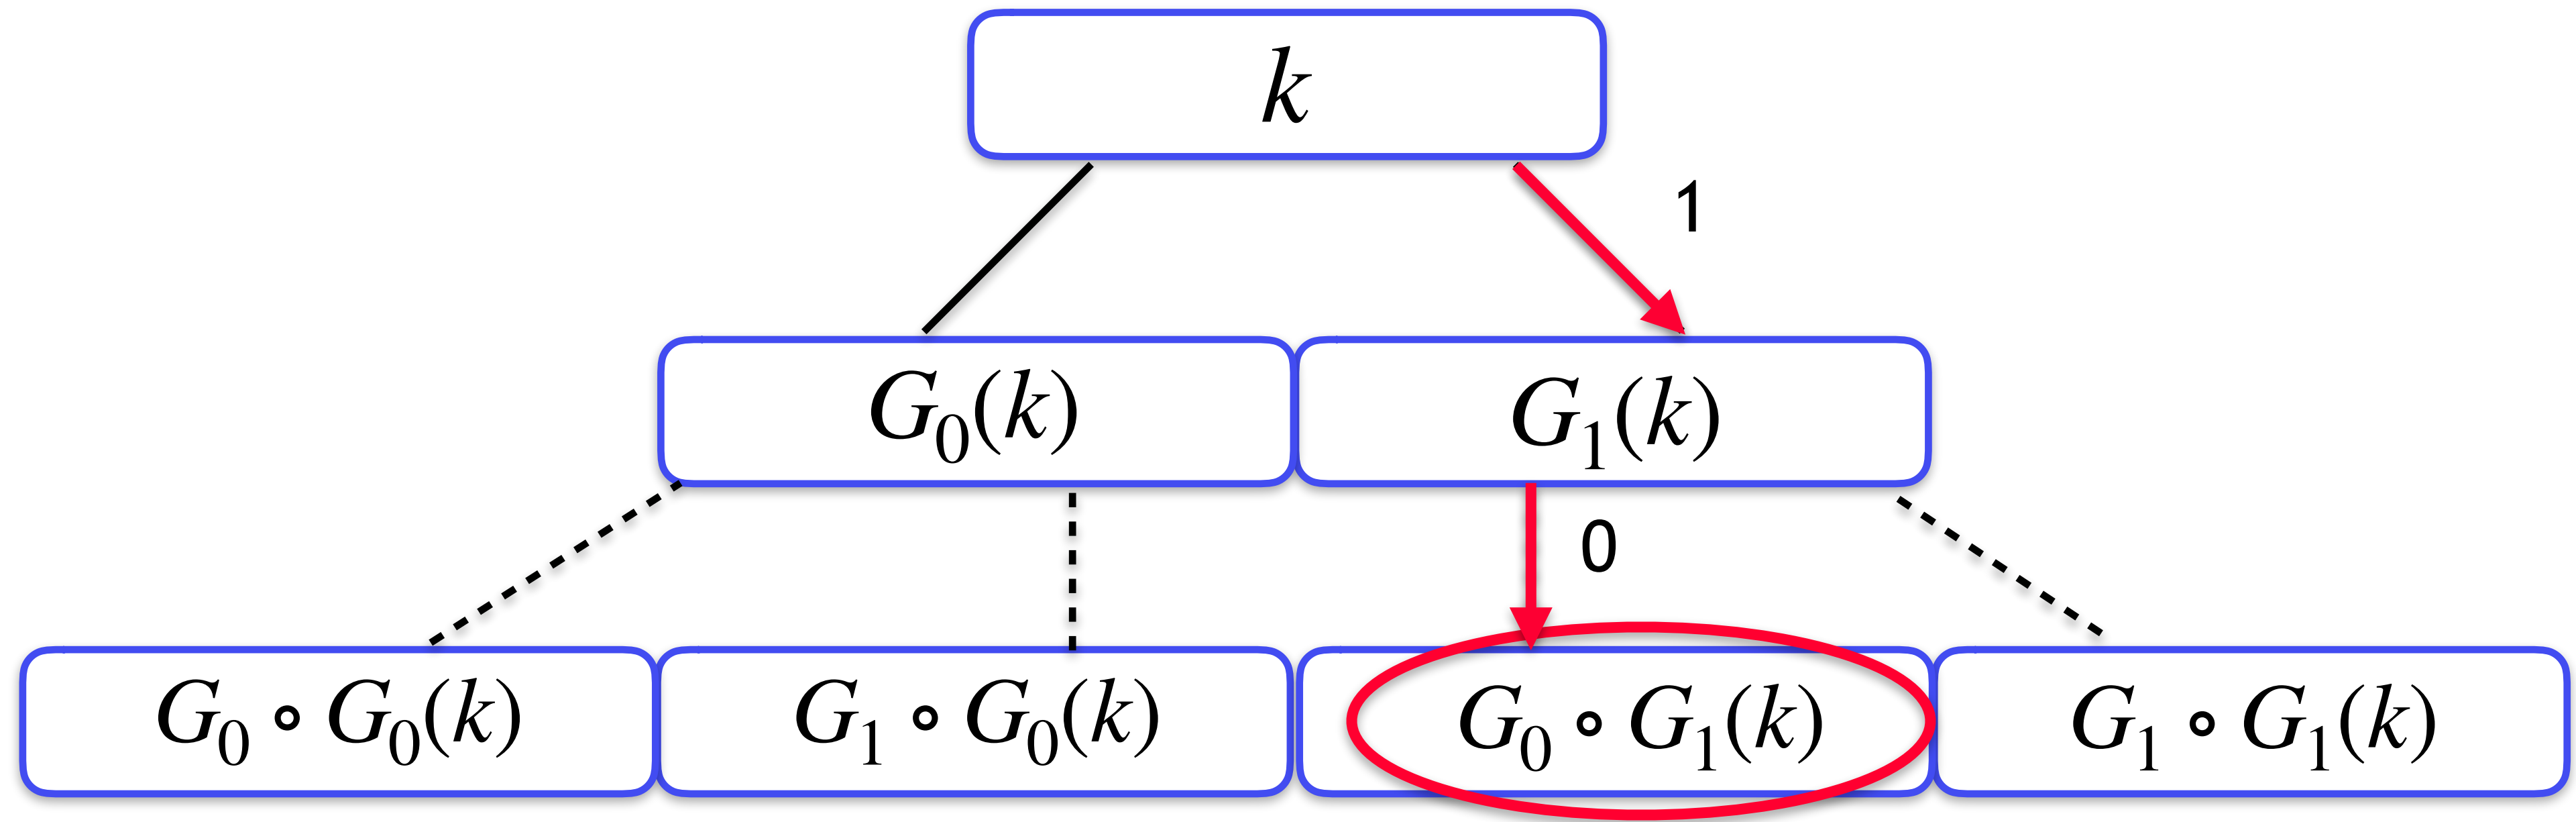 k
1
G₀(k) G₁(k)
0
G₀ ∘ G₀(k) G₁ ∘ G₀(k) G₀ ∘ G₁(k) G₁ ∘ G₁(k)